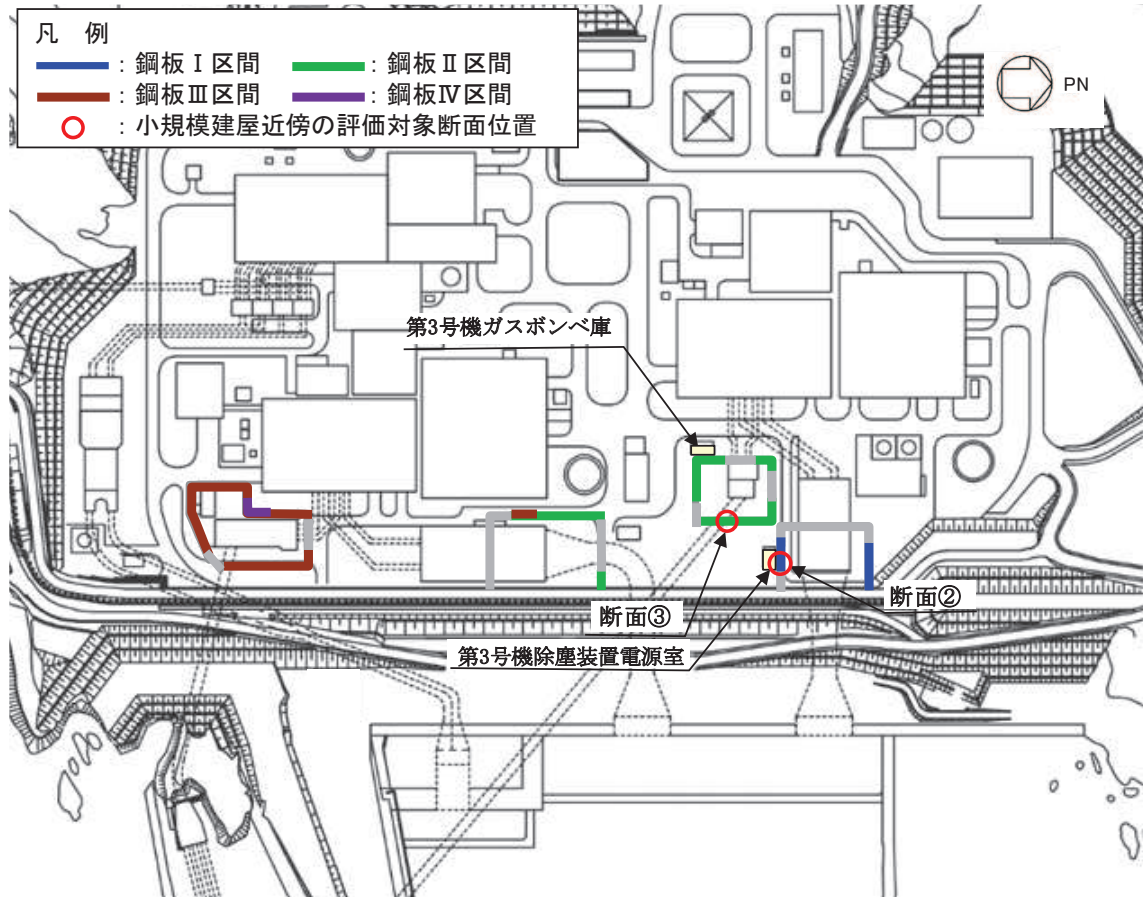 凡 例
: 鋼板Ⅰ区間 : 鋼板Ⅱ区間
: 鋼板Ⅲ区間 : 鋼板Ⅳ区間
: 小規模建屋近傍の評価対象断面位置
PN
第3号機ガスボンベ庫
断面③
断面②
第3号機除塵装置電源室